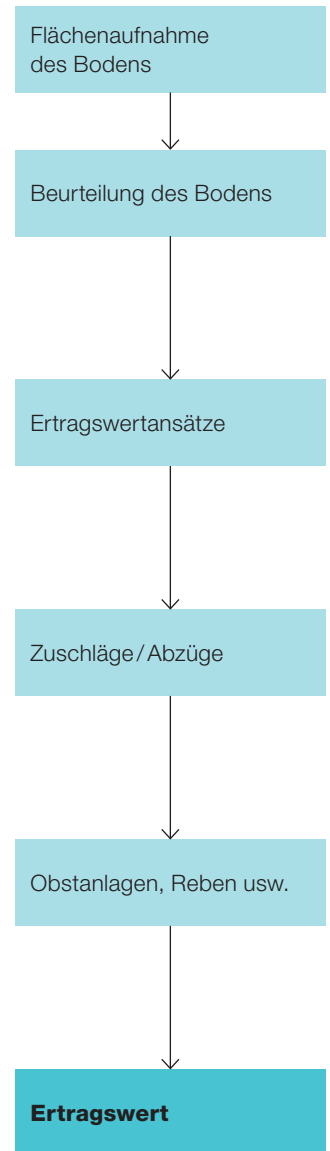 Flächenaufnahme
des Bodens
Beurteilung des Bodens
Ertragswertansätze
Zuschläge/Abzüge
Obstanlagen, Reben usw.
Ertragswert